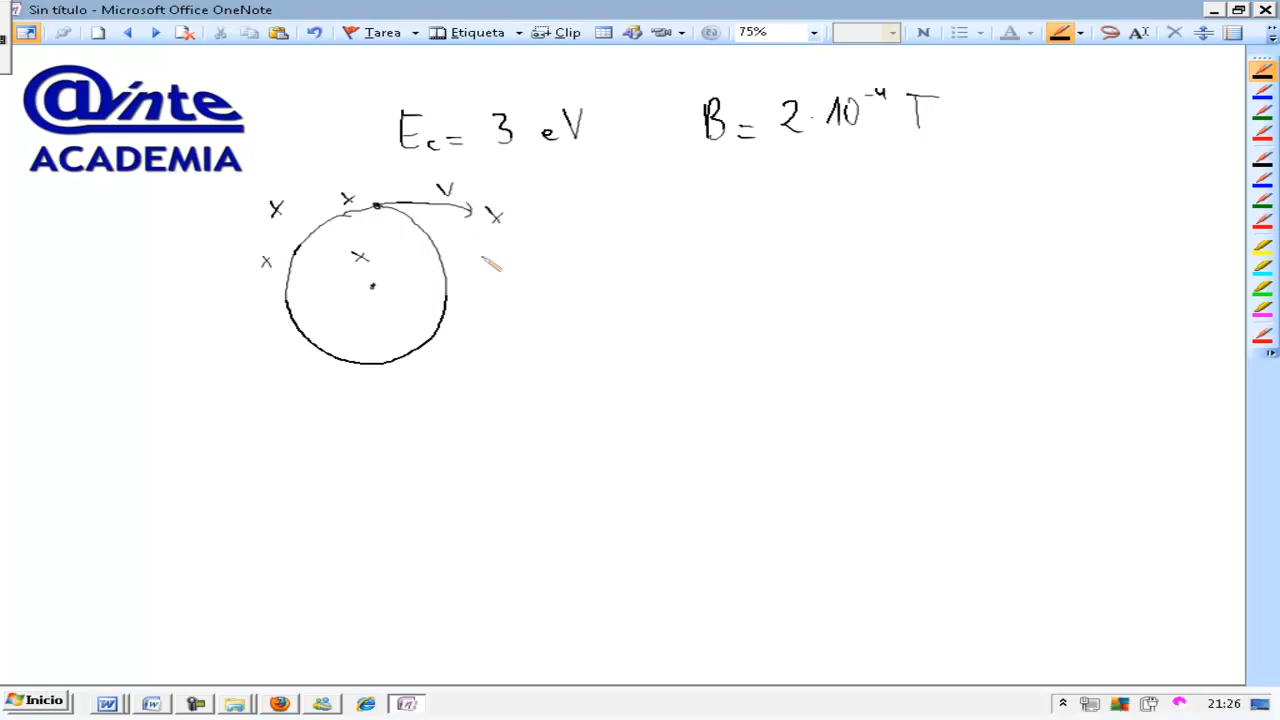 Sin título - Microsoft Office OneNote
Tarea
Etiqueta
Clip
75%
N
A
A
@inte
ACADEMIA
Ec = 3 eV
B = 2 · 10⁻⁴ T
x x v x
x x
Inicio
21:26